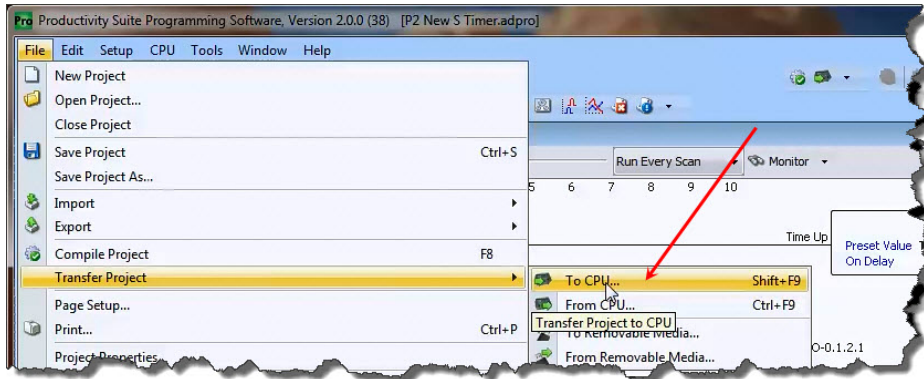 Pro Productivity Suite Programming Software, Version 2.0.0 (38) [P2 New S Timer.adpro]
File Edit Setup CPU Tools Window Help
New Project
Open Project...
Close Project
Save Project Ctrl+S
Save Project As...
Run Every Scan Monitor
5 6 7 8 9 10
Import
Export
Time Up
Preset Value
On Delay
Compile Project F8
Transfer Project
To CPU... Shift+F9
Page Setup...
From CPU... Ctrl+F9
Transfer Project to CPU
Print... Ctrl+P
To Removable Media...
O-0.1.2.1
Project Properties...
From Removable Media...